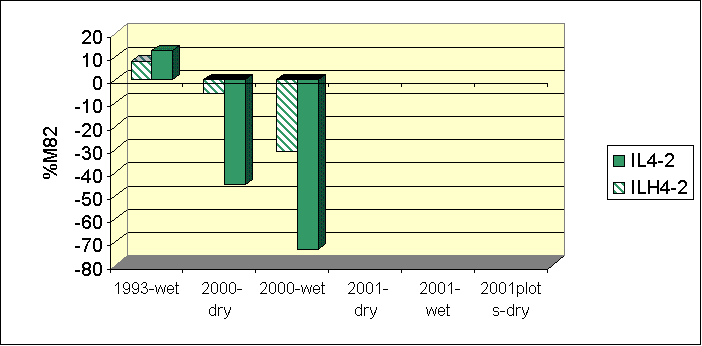 20
10
0
-10
-20
-30
-40
-50
-60
-70
-80
%M82
1993-wet
2000-
dry
2000-wet
2001-
dry
2001-
wet
2001plot
s-dry
IL4-2
ILH4-2